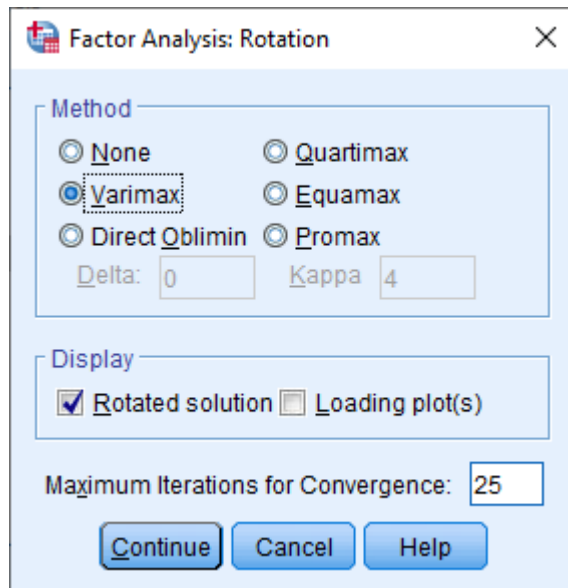 Factor Analysis: Rotation
Method
None
Quartimax
Varimax
Equamax
Direct Oblimin
Promax
Delta: 0
Kappa 4
Display
Rotated solution
Loading plot(s)
Maximum Iterations for Convergence: 25
Continue
Cancel
Help